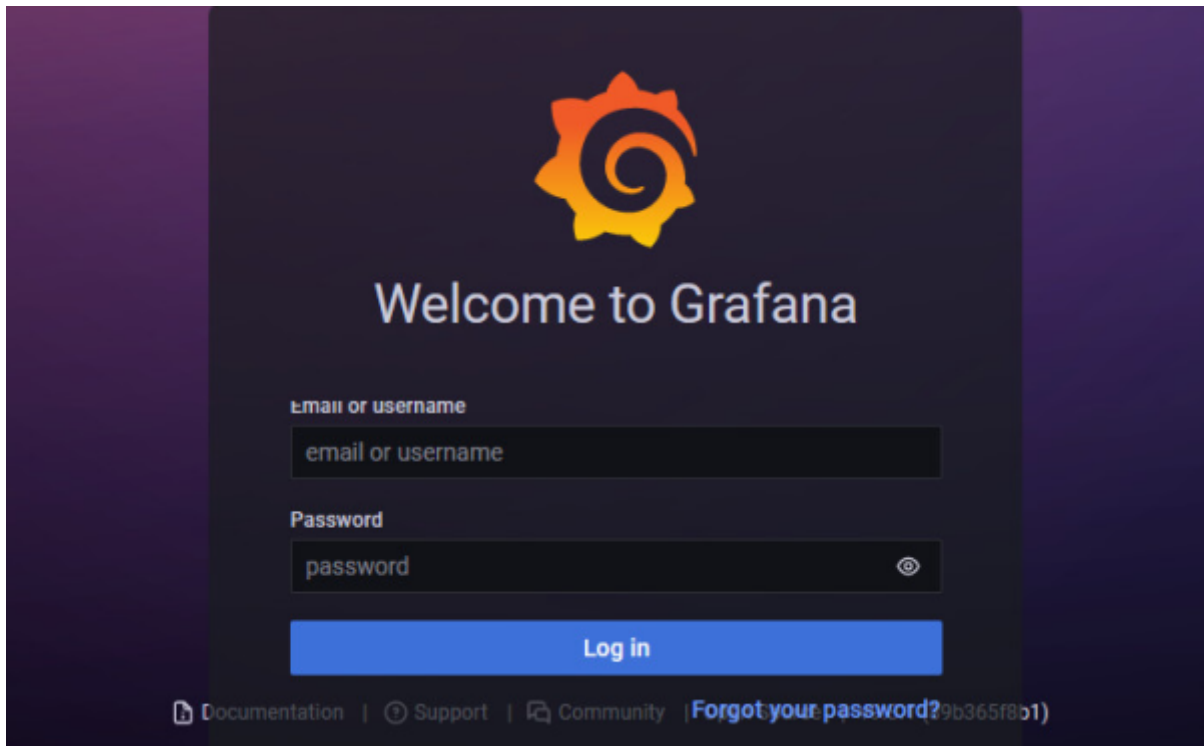 Welcome to Grafana
Email or username
email or username
Password
password
Log in
Forgot your password?
Documentation | Support | Community |